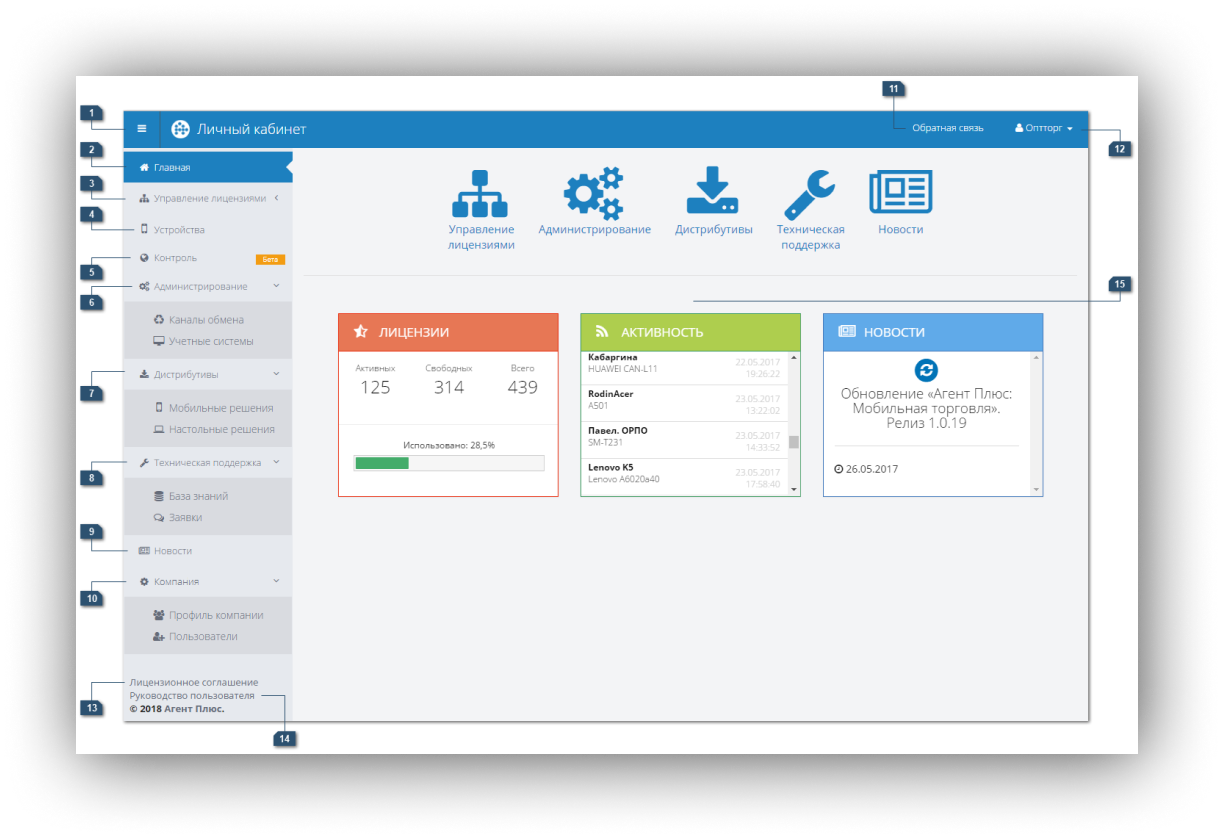 11
1
Личный кабинет
Обратная связь
Оптторг
12
2
Главная
3
Управление лицензиями
4
Устройства
5
Контроль
Бета
6
Администрирование
Каналы обмена
Учетные системы
7
Дистрибутивы
Мобильные решения
Настольные решения
8
Техническая поддержка
База знаний
Заявки
9
Новости
10
Компания
Профиль компании
Пользователи
13
Лицензионное соглашение
Руководство пользователя
© 2018 Агент Плюс.
14
Управление
лицензиями
Администрирование
Дистрибутивы
Техническая
поддержка
Новости
15
ЛИЦЕНЗИИ
Активных Свободных Всего
125 314 439
Использовано: 28,5%
АКТИВНОСТЬ
Кабаргина
HUAWEI CAN-L11
22.05.2017
19:26:22
RodinAcer
A501
23.05.2017
13:22:02
Павел. ОРПО
SM-T231
23.05.2017
14:33:52
Lenovo K5
Lenovo A6020a40
23.05.2017
17:58:40
НОВОСТИ
Обновление «Агент Плюс:
Мобильная торговля».
Релиз 1.0.19
26.05.2017